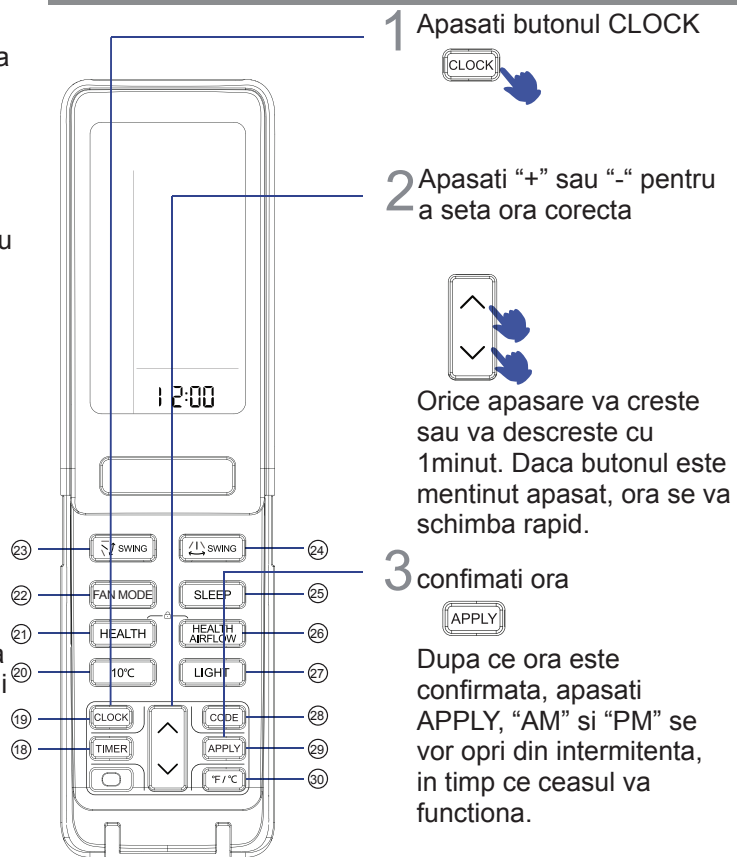 a
u
a
i
1 Apasati butonul CLOCK
CLOCK
2 Apasati “+” sau “-“ pentru
a seta ora corecta
Orice apasare va creste
sau va descreste cu
1minut. Daca butonul este
mentinut apasat, ora se va
schimba rapid.
3 confimati ora
APPLY
Dupa ce ora este
confirmata, apasati
APPLY, “AM” si “PM” se
vor opri din intermitenta,
in timp ce ceasul va
functiona.
12:00
23 SWING SWING 24
22 FAN MODE SLEEP 25
21 HEALTH HEALTH
AIRFLOW 26
20 10°C LIGHT 27
19 CLOCK CODE 28
18 TIMER APPLY 29
°F / °C 30